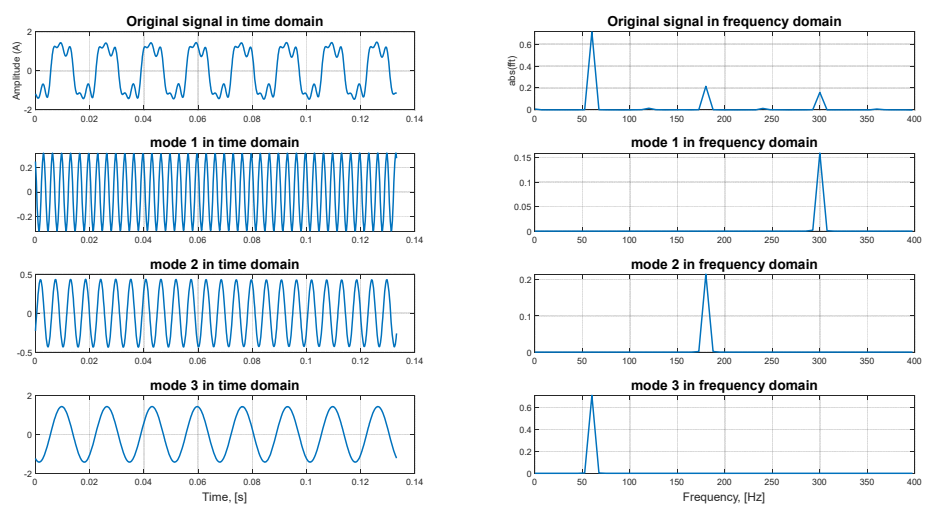 Original signal in time domain
Amplitude (A)
2
0
-2
0 0.02 0.04 0.06 0.08 0.1 0.12 0.14
mode 1 in time domain
0.2
0
-0.2
0 0.02 0.04 0.06 0.08 0.1 0.12 0.14
mode 2 in time domain
0.5
0
-0.5
0 0.02 0.04 0.06 0.08 0.1 0.12 0.14
mode 3 in time domain
2
0
-2
0 0.02 0.04 0.06 0.08 0.1 0.12 0.14
Time, [s]
Original signal in frequency domain
abs(fft)
0.6
0.4
0.2
0
0 50 100 150 200 250 300 350 400
mode 1 in frequency domain
0.15
0.1
0.05
0
0 50 100 150 200 250 300 350 400
mode 2 in frequency domain
0.2
0.1
0
0 50 100 150 200 250 300 350 400
mode 3 in frequency domain
0.6
0.4
0.2
0
0 50 100 150 200 250 300 350 400
Frequency, [Hz]